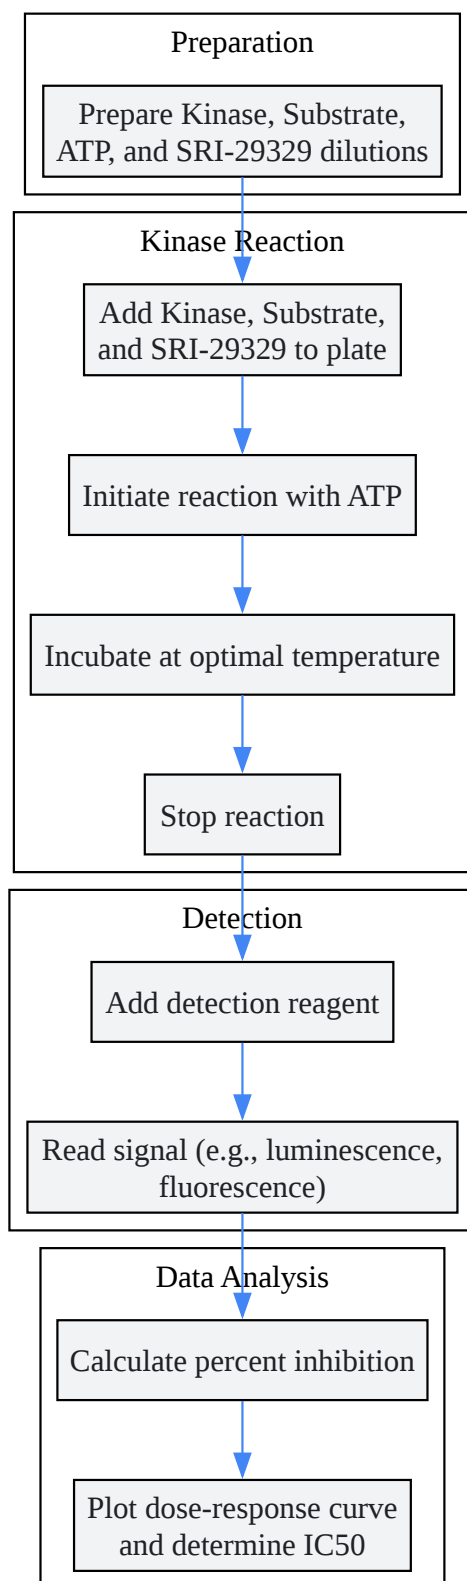 Preparation
Prepare Kinase, Substrate,
ATP, and SRI-29329 dilutions
Kinase Reaction
Add Kinase, Substrate,
and SRI-29329 to plate
Initiate reaction with ATP
Incubate at optimal temperature
Stop reaction
Detection
Add detection reagent
Read signal (e.g., luminescence,
fluorescence)
Data Analysis
Calculate percent inhibition
Plot dose-response curve
and determine IC50